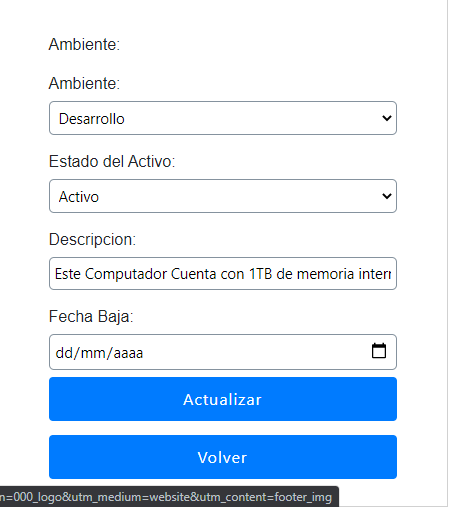 Ambiente:
Ambiente:
Desarrollo
Estado del Activo:
Activo
Descripcion:
Este Computador Cuenta con 1TB de memoria interr
Fecha Baja:
dd/mm/aaaa
Actualizar
Volver
n=000_logo&utm_medium=website&utm_content=footer_img